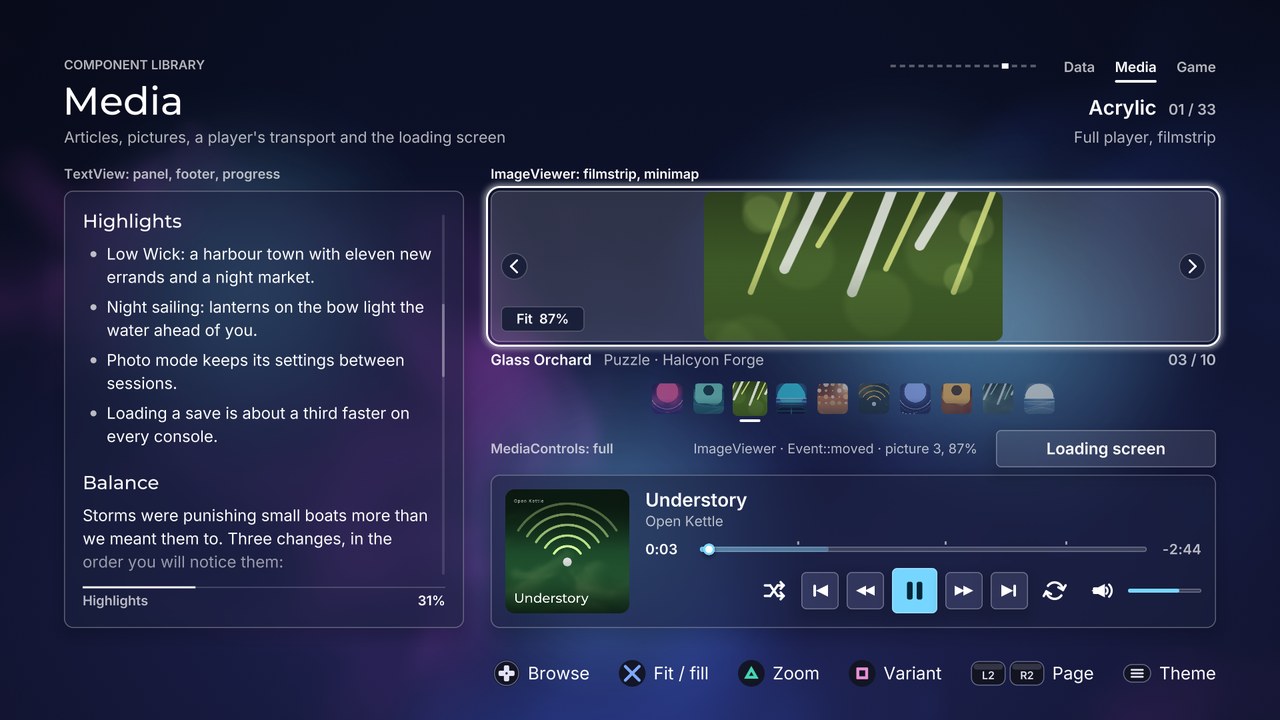 COMPONENT LIBRARY
Media
Articles, pictures, a player's transport and the loading screen
Data Media Game
Acrylic 01 / 33
Full player, filmstrip
TextView: panel, footer, progress
Highlights
Low Wick: a harbour town with eleven new
errands and a night market.
Night sailing: lanterns on the bow light the
water ahead of you.
Photo mode keeps its settings between
sessions.
Loading a save is about a third faster on
every console.
Balance
Storms were punishing small boats more than
we meant them to. Three changes, in the
order you will notice them:
Highlights 31%
ImageViewer: filmstrip, minimap
Fit 87%
Glass Orchard Puzzle · Halcyon Forge 03 / 10
MediaControls: full
ImageViewer · Event::moved · picture 3, 87%
Loading screen
Open Kettle
Understory
Understory
Open Kettle
0:03 -2:44
Browse Fit / fill Zoom Variant L2 R2 Page Theme